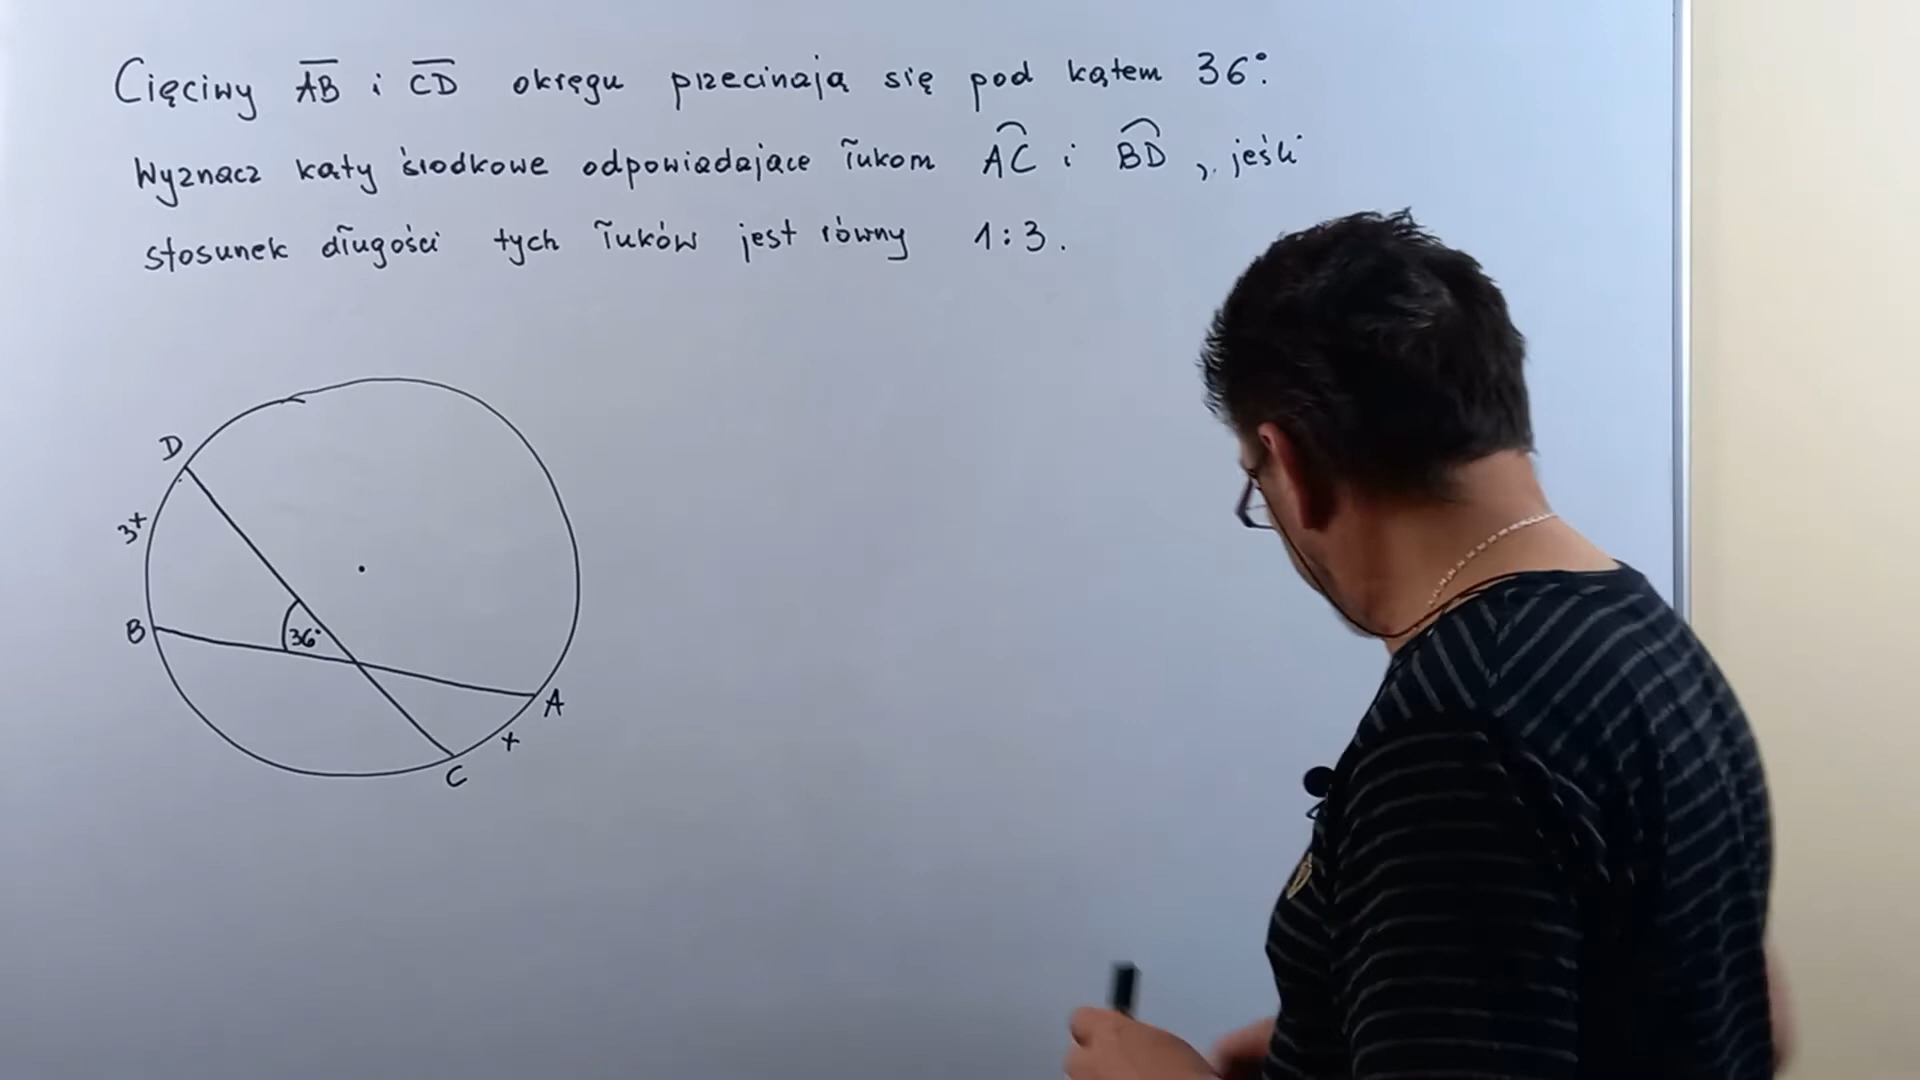 Cięciwy AB i CD okręgu przecinają się pod kątem 36°.
Wyznacz kąty środkowe odpowiadające łukom AC i BD, jeśli
stosunek długości tych łuków jest równy 1:3.
D
3x
B
36°
A
x
C